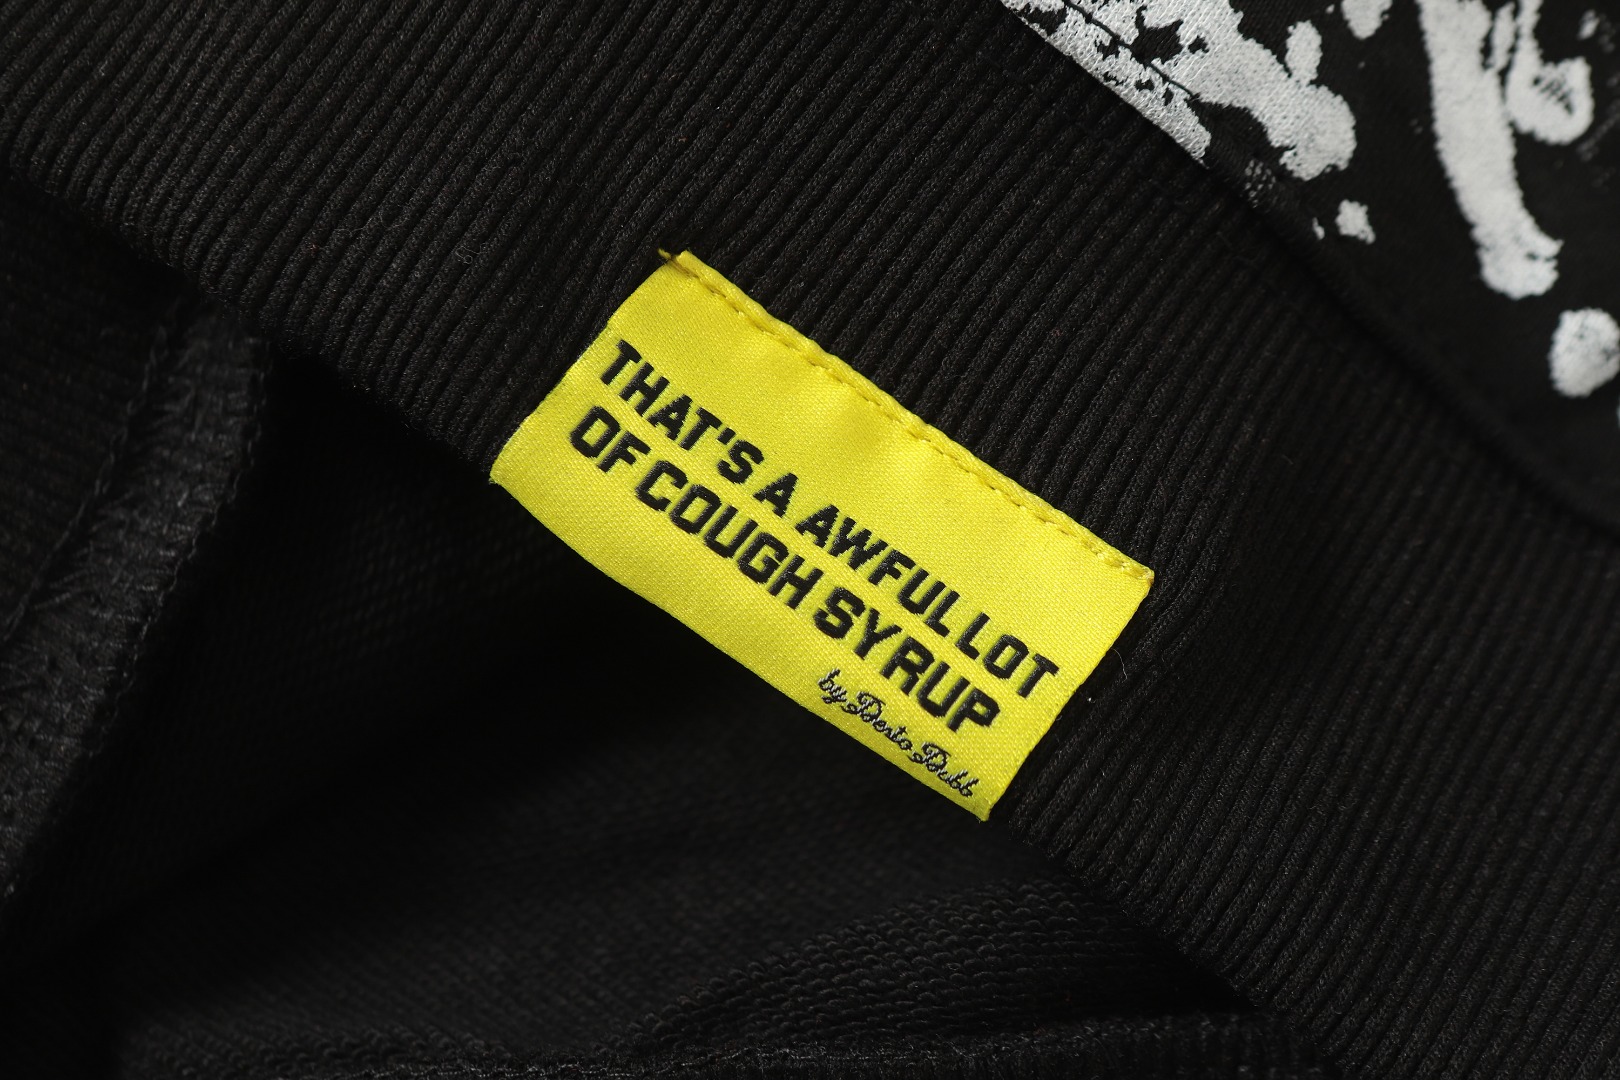 THAT'S A AWFUL LOT
OF COUGH SYRUP
by Desto Dubb